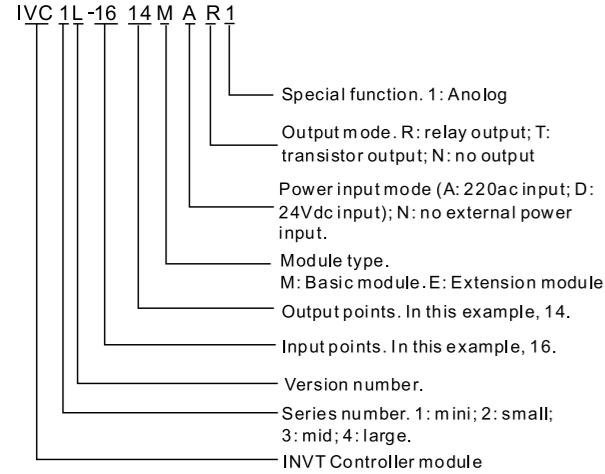 IVC 1L-16 14 M A R 1
Special function. 1: Anolog
Output mode. R: relay output; T:
transistor output; N: no output
Power input mode (A: 220ac input; D:
24Vdc input); N: no external power
input.
Module type.
M: Basic module. E: Extension module
Output points. In this example, 14.
Input points. In this example, 16.
Version number.
Series number. 1: mini; 2: small;
3: mid; 4: large.
INVT Controller module